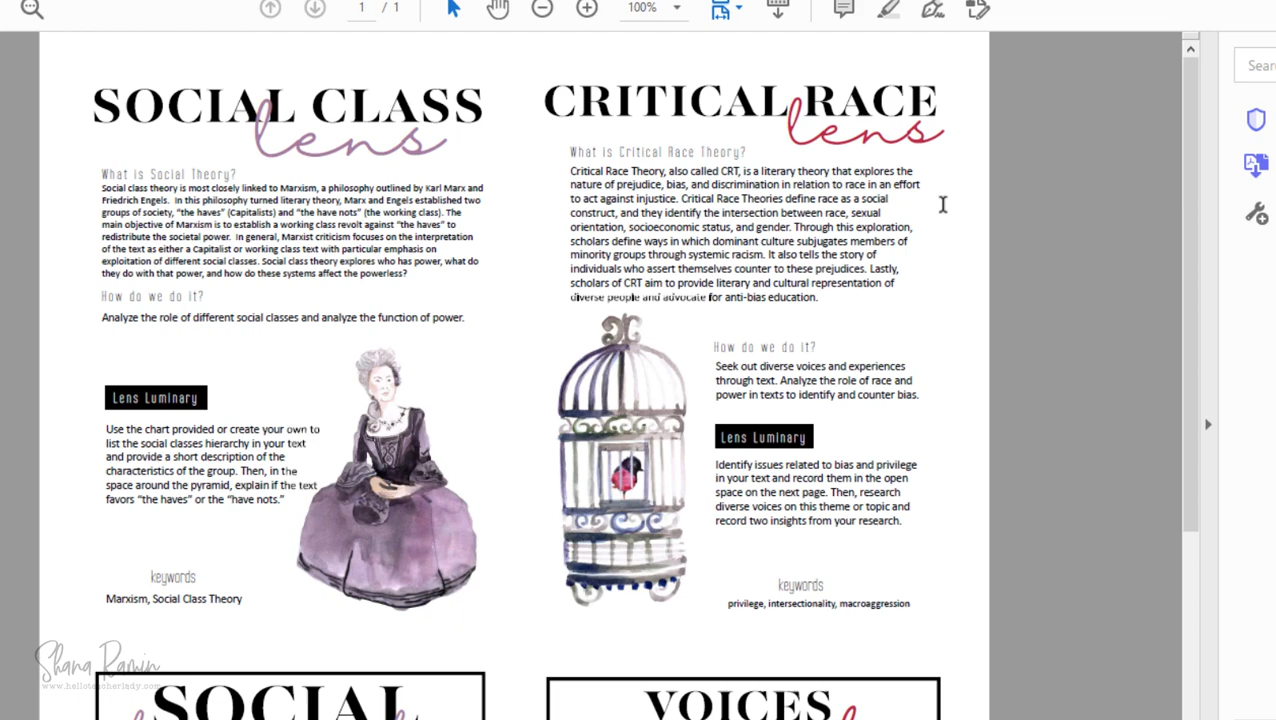 1 / 1
100%
Sear
SOCIAL CLASS
lens
What is Social Theory?
Social class theory is most closely linked to Marxism, a philosophy outlined by Karl Marx and
Friedrich Engels. In this philosophy turned literary theory, Marx and Engels established two
groups of society, “the haves” (Capitalists) and “the have nots” (the working class). The
main objective of Marxism is to establish a working class revolt against “the haves” to
redistribute the societal power. In general, Marxist criticism focuses on the interpretation
of the text as either a Capitalist or working class text with particular emphasis on
exploitation of different social classes. Social class theory explores who has power, what do
they do with that power, and how do these systems affect the powerless?
How do we do it?
Analyze the role of different social classes and analyze the function of power.
Lens Luminary
Use the chart provided or create your own to
list the social classes hierarchy in your text
and provide a short description of the
characteristics of the group. Then, in the
space around the pyramid, explain if the text
favors “the haves” or the “have nots.”
keywords
Marxism, Social Class Theory
CRITICAL RACE
lens
What is Critical Race Theory?
Critical Race Theory, also called CRT, is a literary theory that explores the
nature of prejudice, bias, and discrimination in relation to race in an effort
to act against injustice. Critical Race Theories define race as a social
construct, and they identify the intersection between race, sexual
orientation, socioeconomic status, and gender. Through this exploration,
scholars define ways in which dominant culture subjugates members of
minority groups through systemic racism. It also tells the story of
individuals who assert themselves counter to these prejudices. Lastly,
scholars of CRT aim to provide literary and cultural representation of
diverse people and advocate for anti-bias education.
How do we do it?
Seek out diverse voices and experiences
through text. Analyze the role of race and
power in texts to identify and counter bias.
Lens Luminary
Identify issues related to bias and privilege
in your text and record them in the open
space on the next page. Then, research
diverse voices on this theme or topic and
record two insights from your research.
keywords
privilege, intersectionality, macroaggression
Shana Ramin
www.helloteacherlady.com
SOCIAL
VOICES